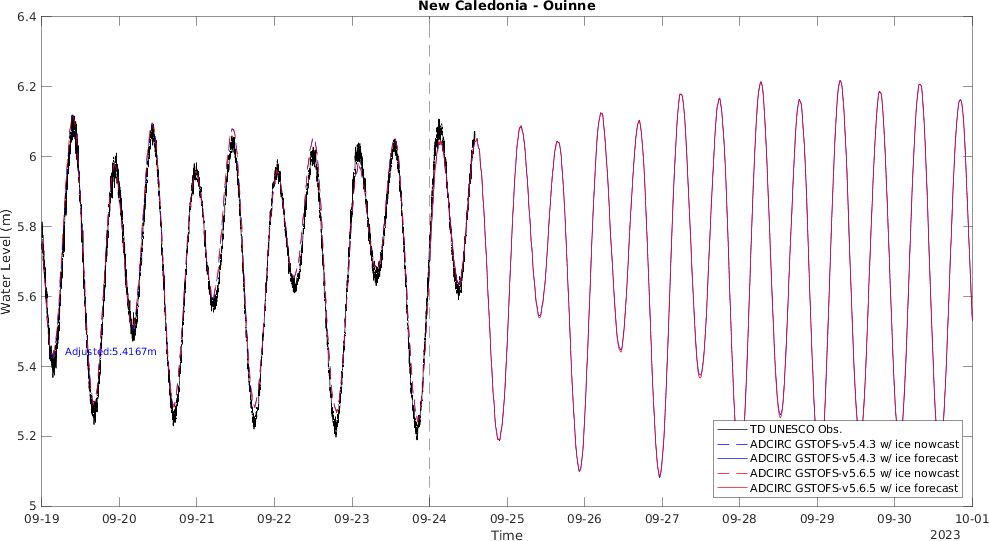 New Caledonia - Ouinne
6.4
6.2
6
5.8
5.6
5.4
5.2
5
Water Level (m)
Adjusted:5.4167m
TD UNESCO Obs.
ADCIRC GSTOFS-v5.4.3 w/ ice nowcast
ADCIRC GSTOFS-v5.4.3 w/ ice forecast
ADCIRC GSTOFS-v5.6.5 w/ ice nowcast
ADCIRC GSTOFS-v5.6.5 w/ ice forecast
09-19 09-20 09-21 09-22 09-23 09-24 09-25 09-26 09-27 09-28 09-29 09-30 10-01
Time
2023